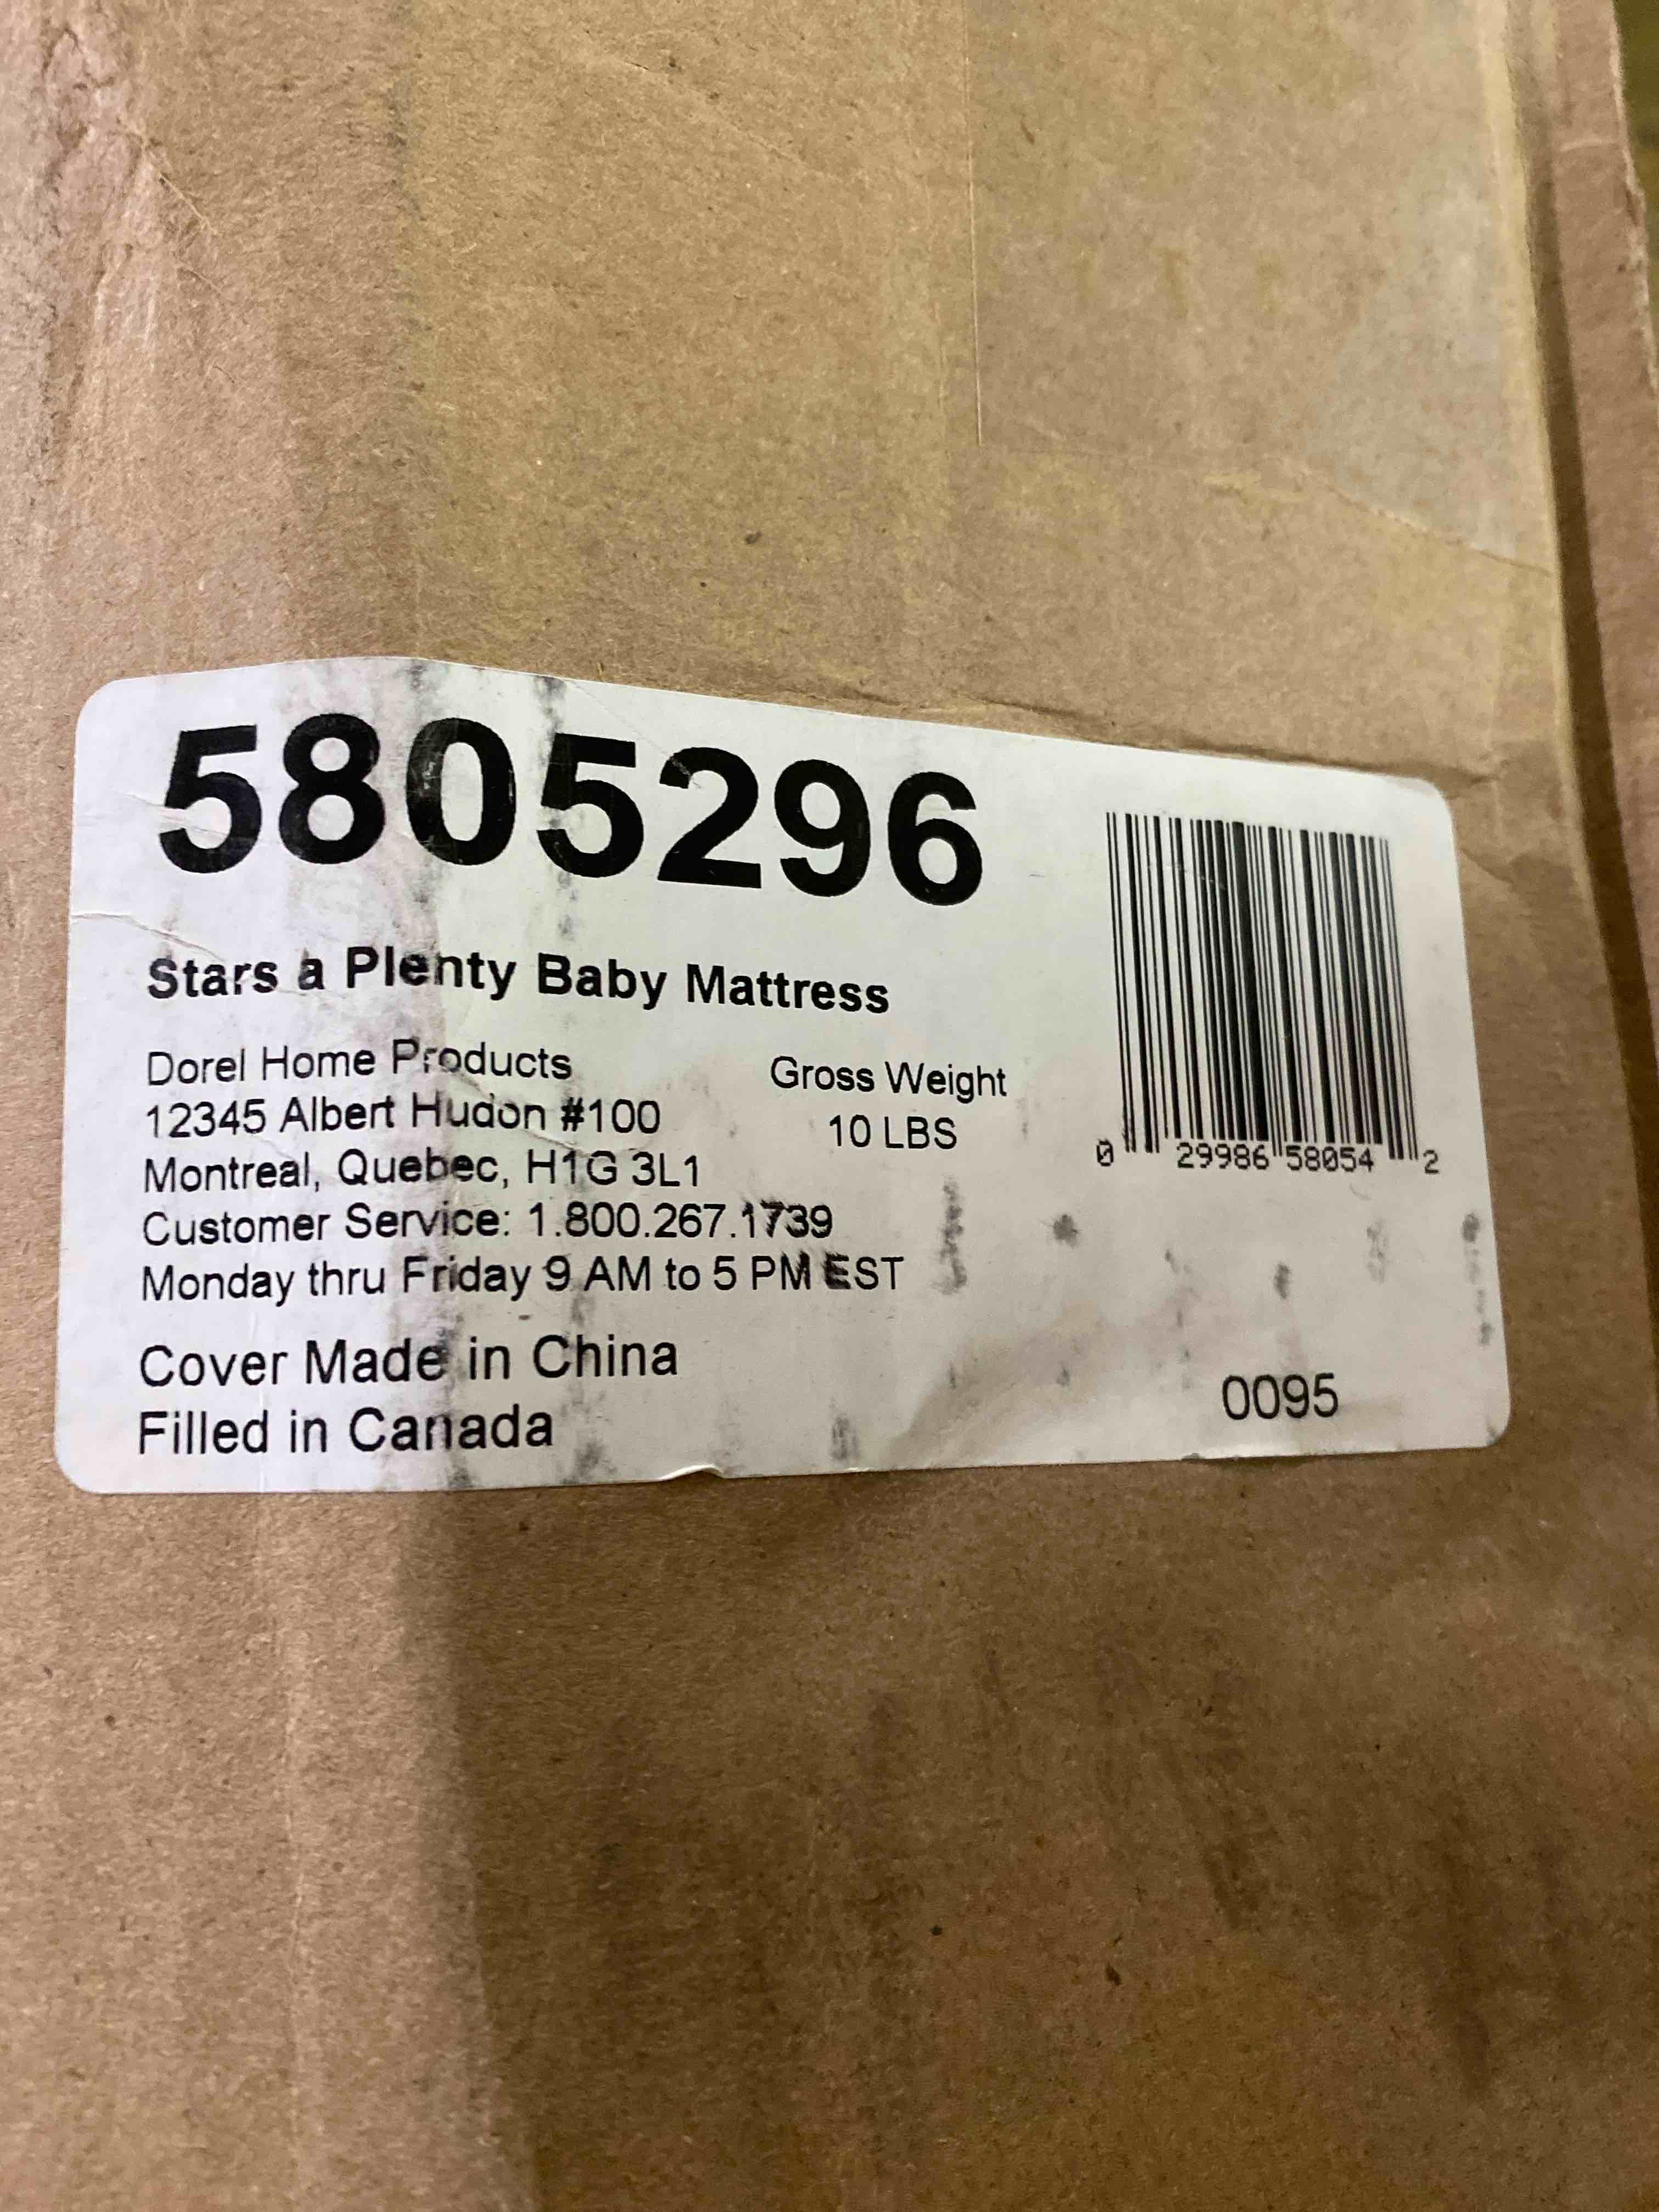 5805296
Stars a Plenty Baby Mattress
Dorel Home Products
12345 Albert Hudon #100
Montreal, Quebec, H1G 3L1
Customer Service: 1.800.267.1739
Monday thru Friday 9 AM to 5 PM EST
Gross Weight
10 LBS
0 29986 58054 2
Cover Made in China
Filled in Canada
0095